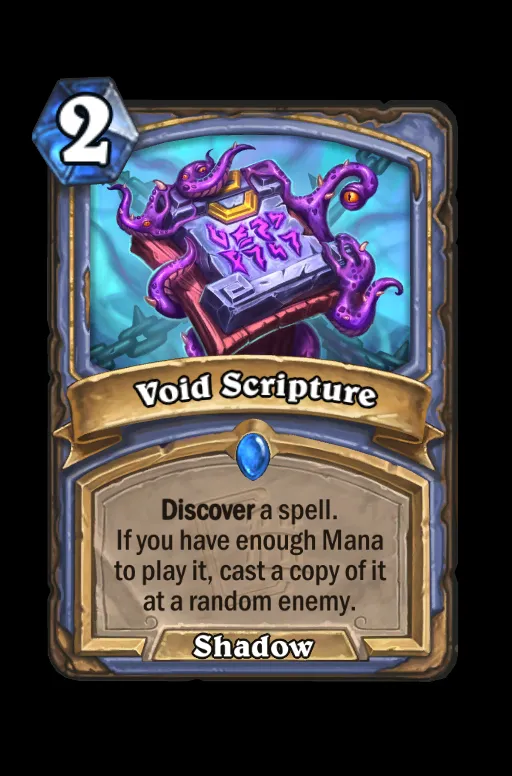 2
Void Scripture
Discover a spell.
If you have enough Mana
to play it, cast a copy of it
at a random enemy.
Shadow